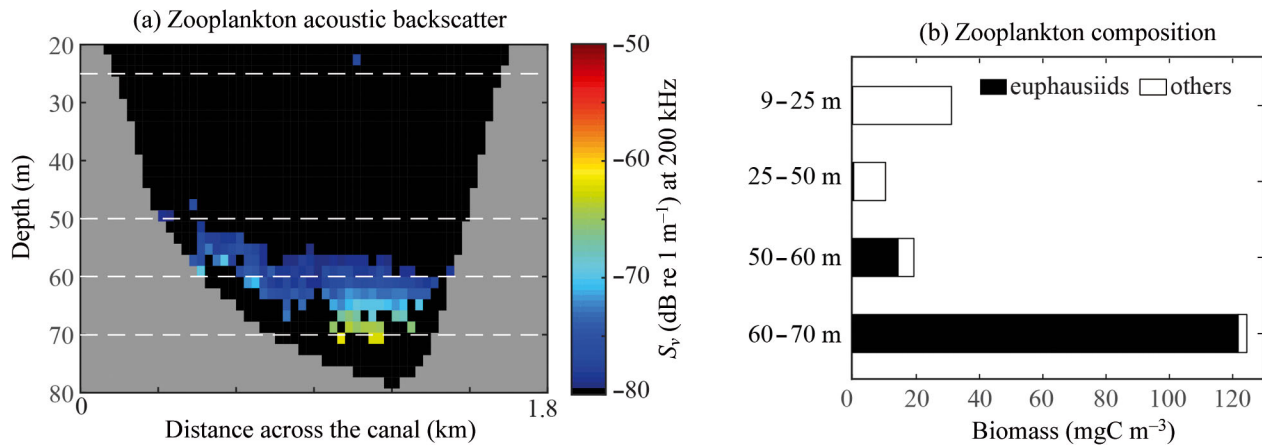 (a) Zooplankton acoustic backscatter
20
30
40
50
60
70
80
Depth (m)
0
1.8
Distance across the canal (km)
−50
−60
−70
−80
Sᵥ (dB re 1 m⁻¹) at 200 kHz
(b) Zooplankton composition
euphausiids
others
9–25 m
25–50 m
50–60 m
60–70 m
0 20 40 60 80 100 120
Biomass (mgC m⁻³)